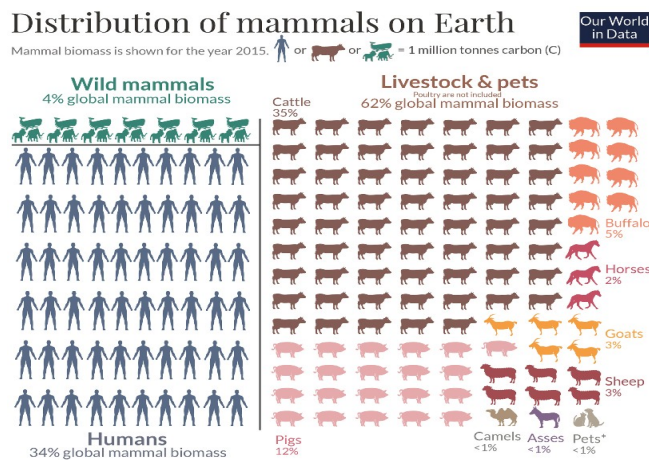 Distribution of mammals on Earth
Our World
in Data
Mammal biomass is shown for the year 2015. or or = 1 million tonnes carbon (C)
Wild mammals
4% global mammal biomass
Livestock & pets
Poultry are not included
62% global mammal biomass
Cattle
35%
Buffalo
5%
Horses
2%
Goats
3%
Sheep
3%
Humans
34% global mammal biomass
Pigs
12%
Camels
<1%
Asses
<1%
Pets*
<1%